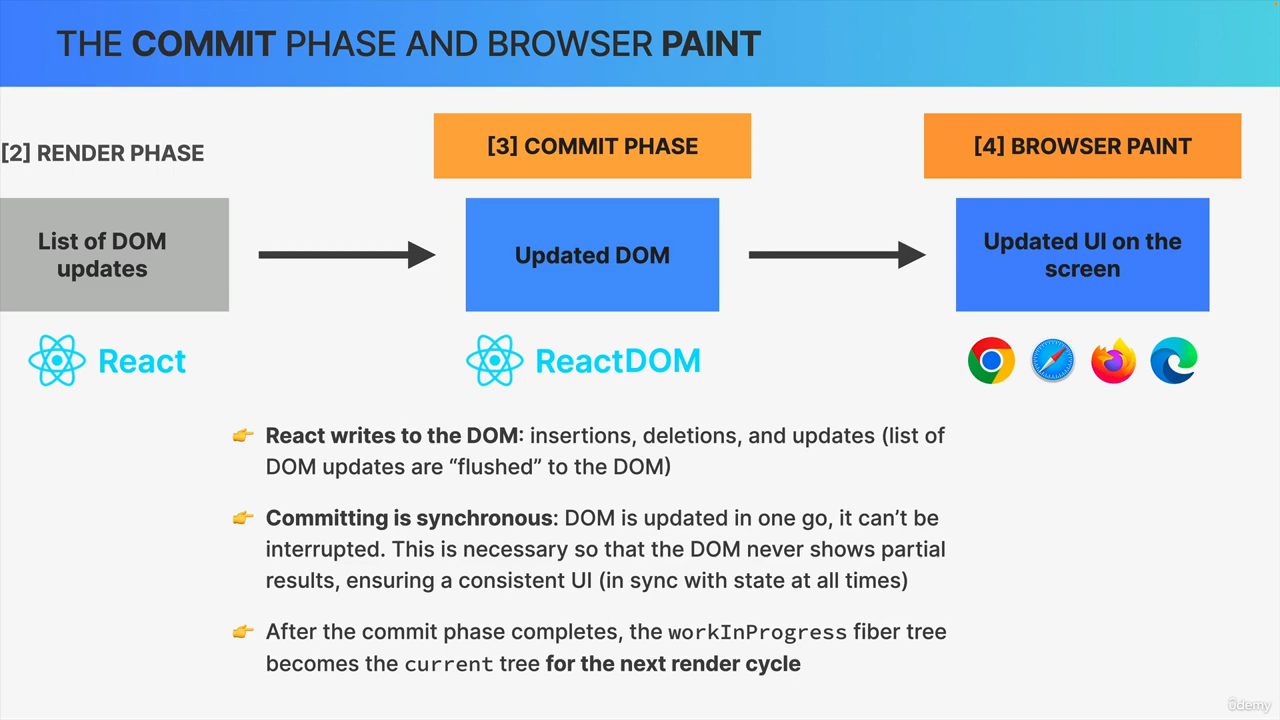 THE COMMIT PHASE AND BROWSER PAINT
[2] RENDER PHASE
[3] COMMIT PHASE
[4] BROWSER PAINT
List of DOM
updates
Updated DOM
Updated UI on the
screen
React
ReactDOM
React writes to the DOM: insertions, deletions, and updates (list of
DOM updates are “flushed” to the DOM)
Committing is synchronous: DOM is updated in one go, it can’t be
interrupted. This is necessary so that the DOM never shows partial
results, ensuring a consistent UI (in sync with state at all times)
After the commit phase completes, the workInProgress fiber tree
becomes the current tree for the next render cycle
ûdemy